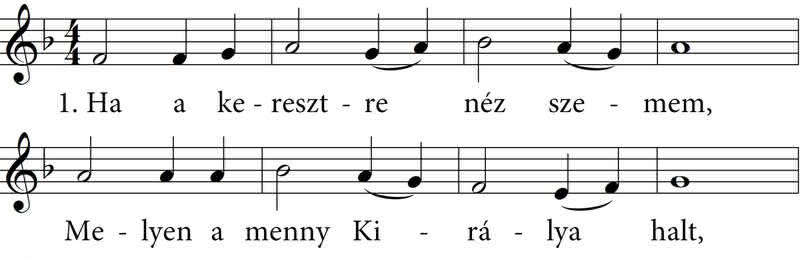 1. Ha a ke - reszt - re néz sze - mem,
Me - lyen a menny Ki - rá - lya halt,